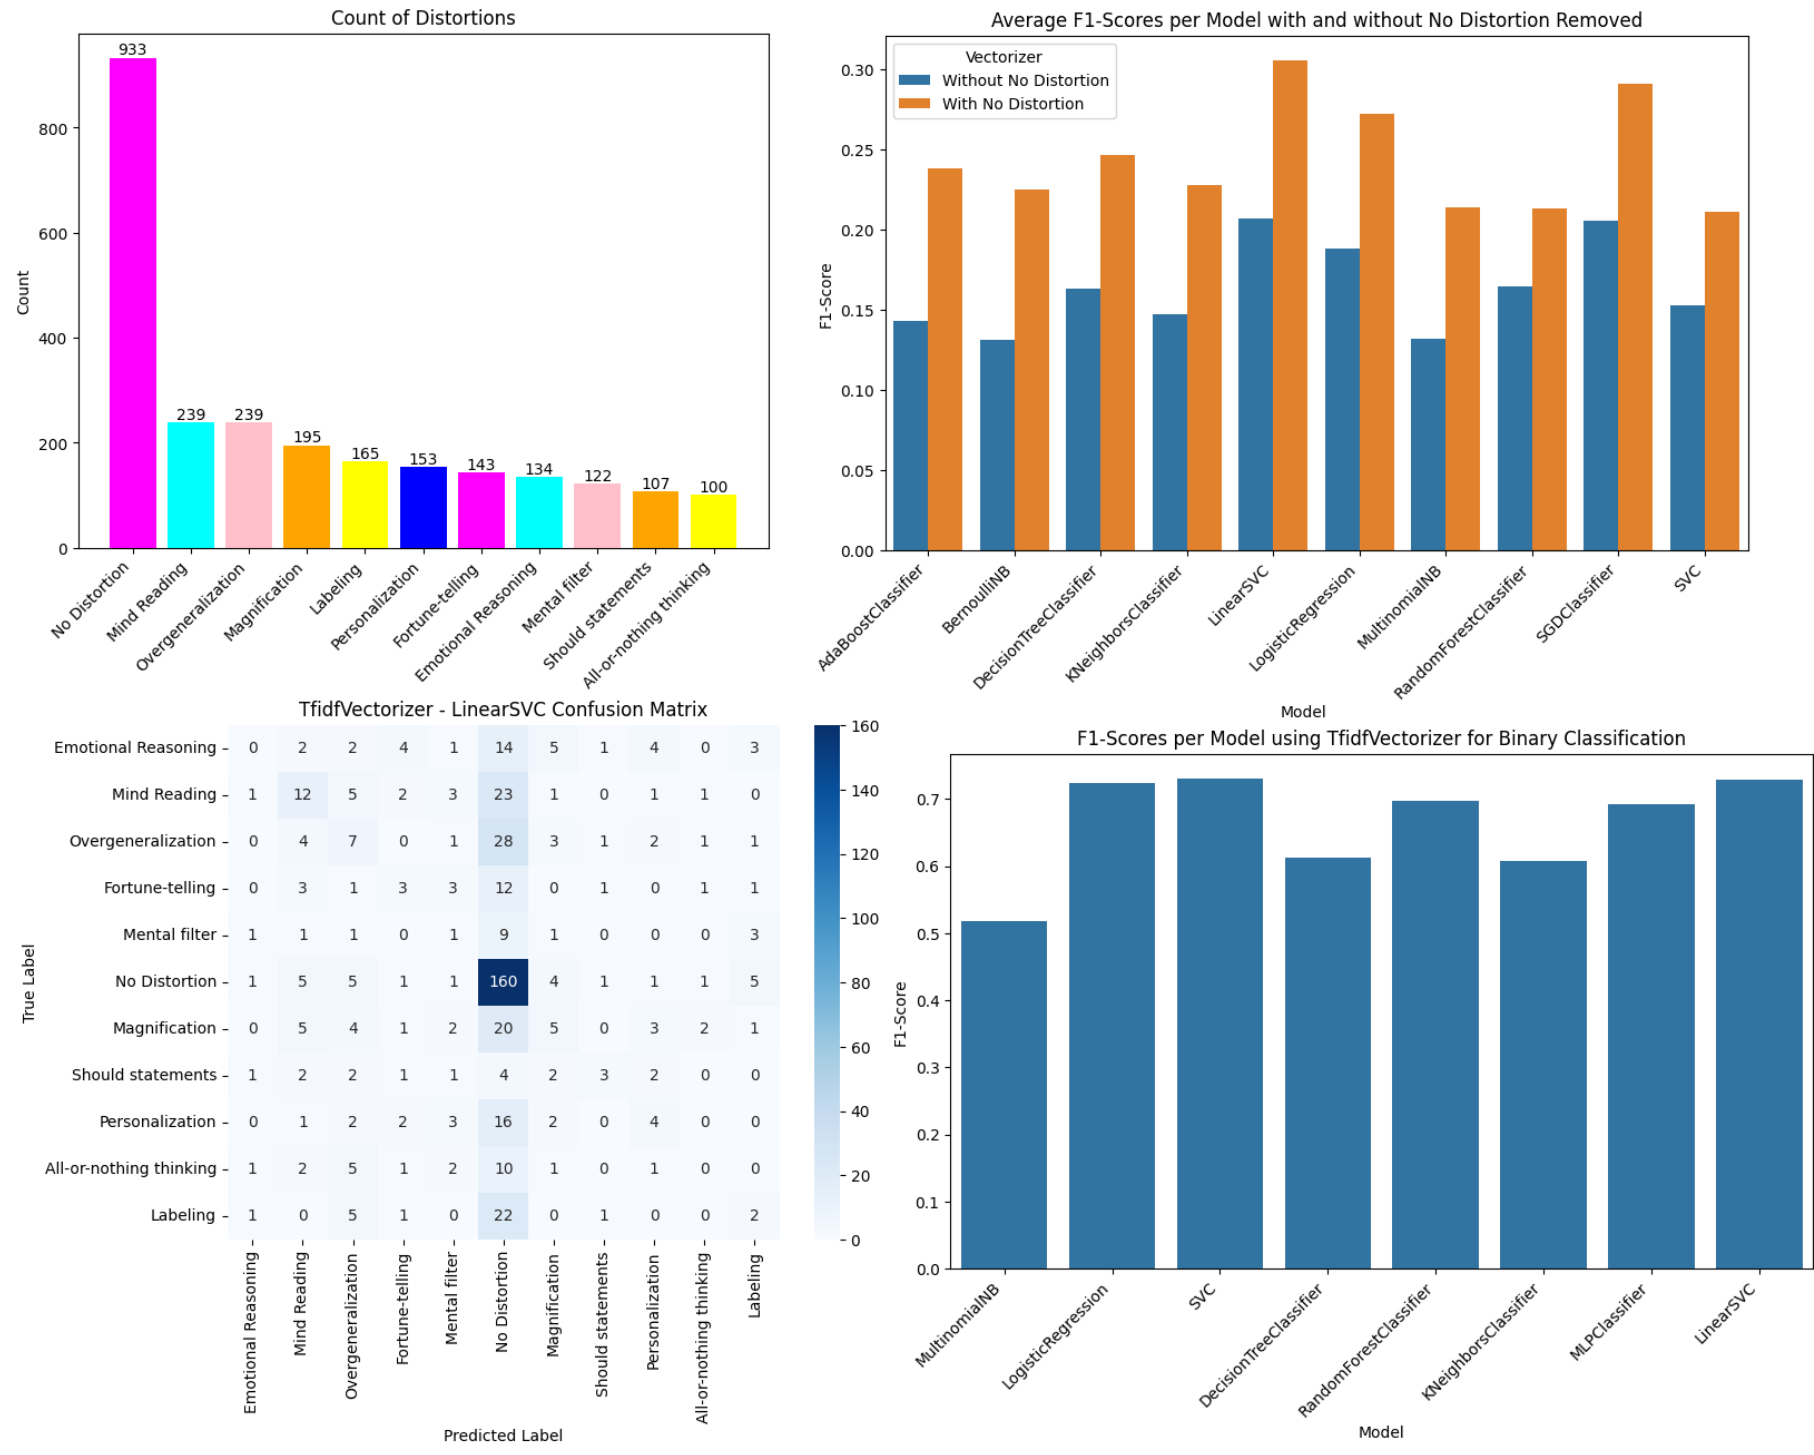 Count of Distortions
933
239
239
195
165
153
143
134
122
107
100
800
600
400
200
0
Count
No Distortion
Mind Reading
Overgeneralization
Magnification
Labeling
Personalization
Fortune-telling
Emotional Reasoning
Mental filter
Should statements
All-or-nothing thinking
Average F1-Scores per Model with and without No Distortion Removed
Vectorizer
Without No Distortion
With No Distortion
0.30
0.25
0.20
0.15
0.10
0.05
0.00
F1-Score
AdaBoostClassifier
BernoulliNB
DecisionTreeClassifier
KNeighborsClassifier
LinearSVC
LogisticRegression
MultinomialNB
RandomForestClassifier
SGDClassifier
SVC
Model
TfidfVectorizer - LinearSVC Confusion Matrix
Emotional Reasoning 0 2 2 4 1 14 5 1 4 0 3
Mind Reading 1 12 5 2 3 23 1 0 1 1 0
Overgeneralization 0 4 7 0 1 28 3 1 2 1 1
Fortune-telling 0 3 1 3 3 12 0 1 0 1 1
Mental filter 1 1 1 0 1 9 1 0 0 0 3
No Distortion 1 5 5 1 1 160 4 1 1 1 5
Magnification 0 5 4 1 2 20 5 0 3 2 1
Should statements 1 2 2 1 1 4 2 3 2 0 0
Personalization 0 1 2 2 3 16 2 0 4 0 0
All-or-nothing thinking 1 2 5 1 2 10 1 0 1 0 0
Labeling 1 0 5 1 0 22 0 1 0 0 2
True Label
Emotional Reasoning
Mind Reading
Overgeneralization
Fortune-telling
Mental filter
No Distortion
Magnification
Should statements
Personalization
All-or-nothing thinking
Labeling
Predicted Label
160
140
120
100
80
60
40
20
0
F1-Scores per Model using TfidfVectorizer for Binary Classification
0.7
0.6
0.5
0.4
0.3
0.2
0.1
0.0
F1-Score
MultinomialNB
LogisticRegression
SVC
DecisionTreeClassifier
RandomForestClassifier
KNeighborsClassifier
MLPClassifier
LinearSVC
Model